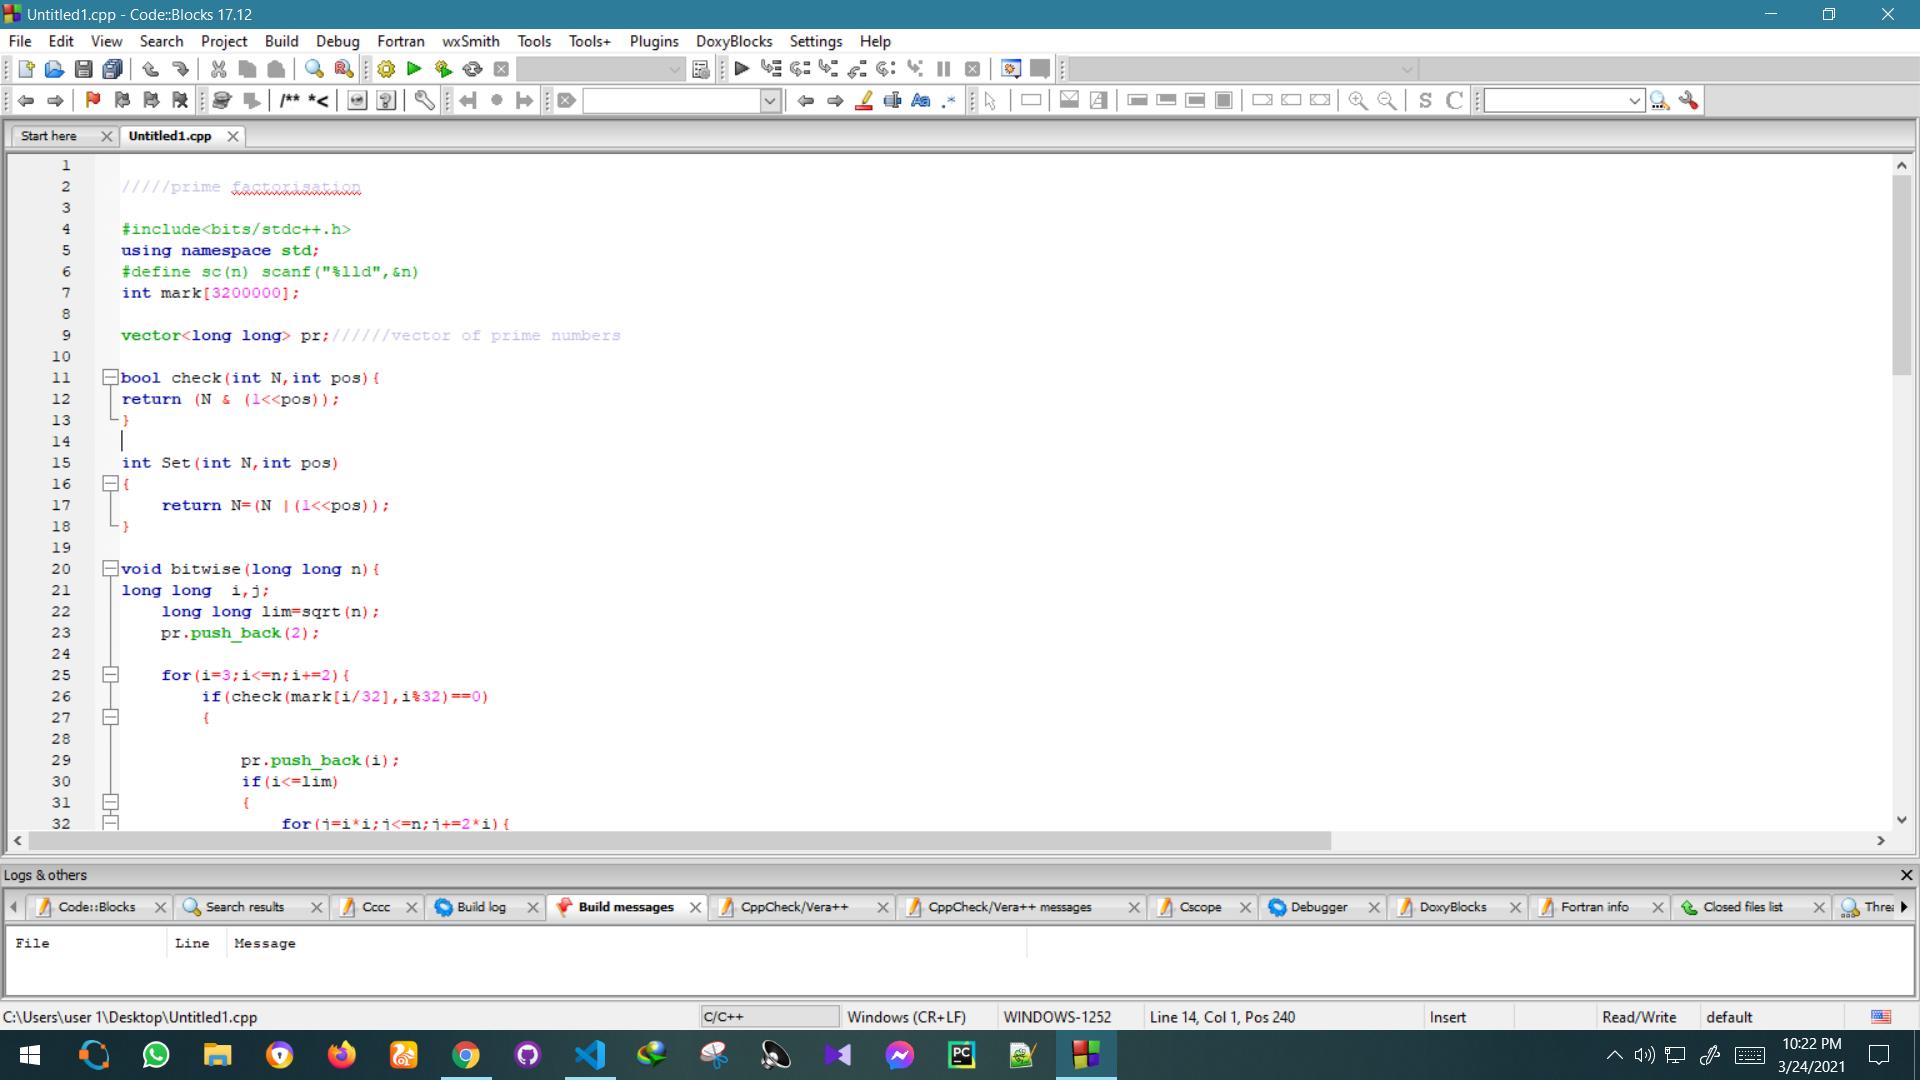 Untitled1.cpp - Code::Blocks 17.12
File Edit View Search Project Build Debug Fortran wxSmith Tools Tools+ Plugins DoxyBlocks Settings Help
/** *<
Aa .*
S C
Start here Untitled1.cpp
1
2 /////prime factorisation
3
4 #include<bits/stdc++.h>
5 using namespace std;
6 #define sc(n) scanf("%lld",&n)
7 int mark[3200000];
8
9 vector<long long> pr;//////vector of prime numbers
10
11 bool check(int N,int pos){
12 return (N & (1<<pos));
13 }
14
15 int Set(int N,int pos)
16 {
17     return N=(N |(1<<pos));
18 }
19
20 void bitwise(long long n){
21 long long  i,j;
22     long long lim=sqrt(n);
23     pr.push_back(2);
24
25     for(i=3;i<=n;i+=2){
26         if(check(mark[i/32],i%32)==0)
27         {
28
29             pr.push_back(i);
30             if(i<=lim)
31             {
32                 for(j=i*i;j<=n;j+=2*i){
Logs & others
Code::Blocks Search results Cccc Build log Build messages CppCheck/Vera++ CppCheck/Vera++ messages Cscope Debugger DoxyBlocks Fortran info Closed files list Threa
File Line Message
C:\Users\user 1\Desktop\Untitled1.cpp C/C++ Windows (CR+LF) WINDOWS-1252 Line 14, Col 1, Pos 240 Insert Read/Write default
PC
10:22 PM
3/24/2021